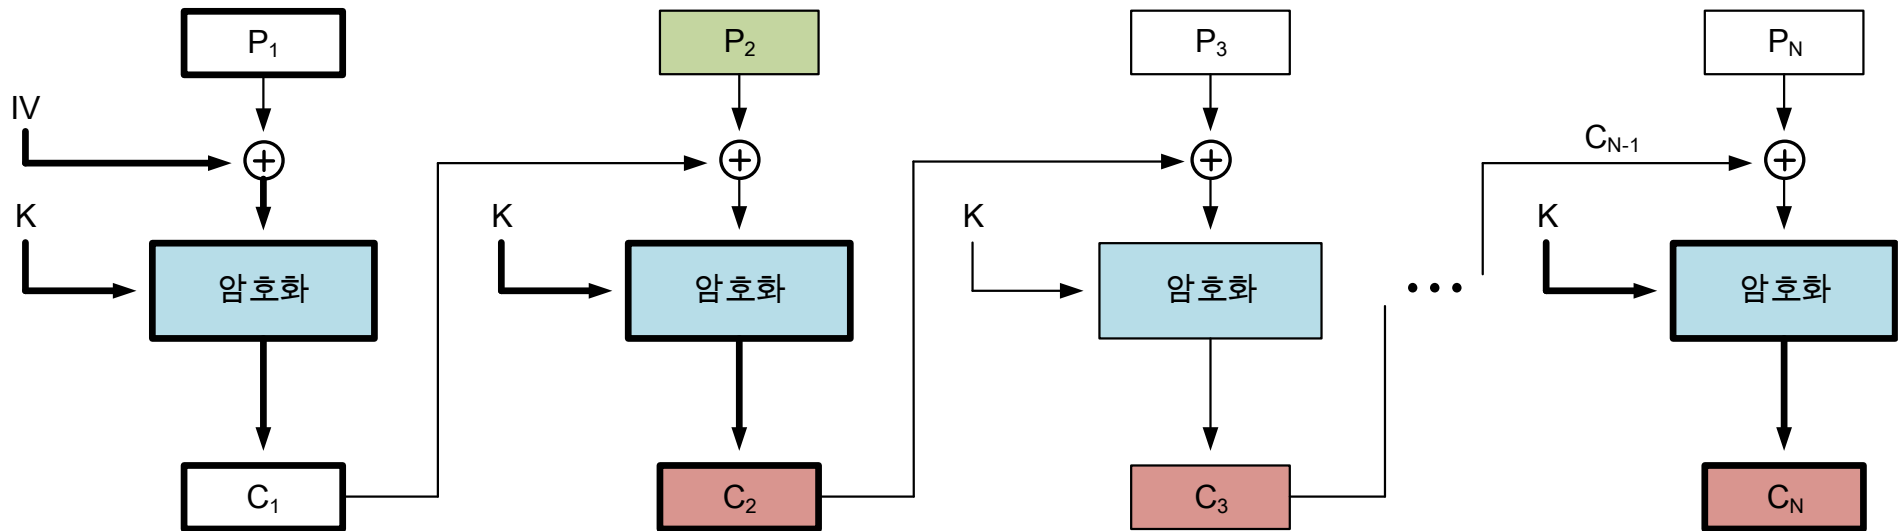 P₁ P₂ P₃ Pₙ
IV
Cₙ₋₁
K K K K
암호화 암호화 암호화 암호화
•••
C₁ C₂ C₃ Cₙ